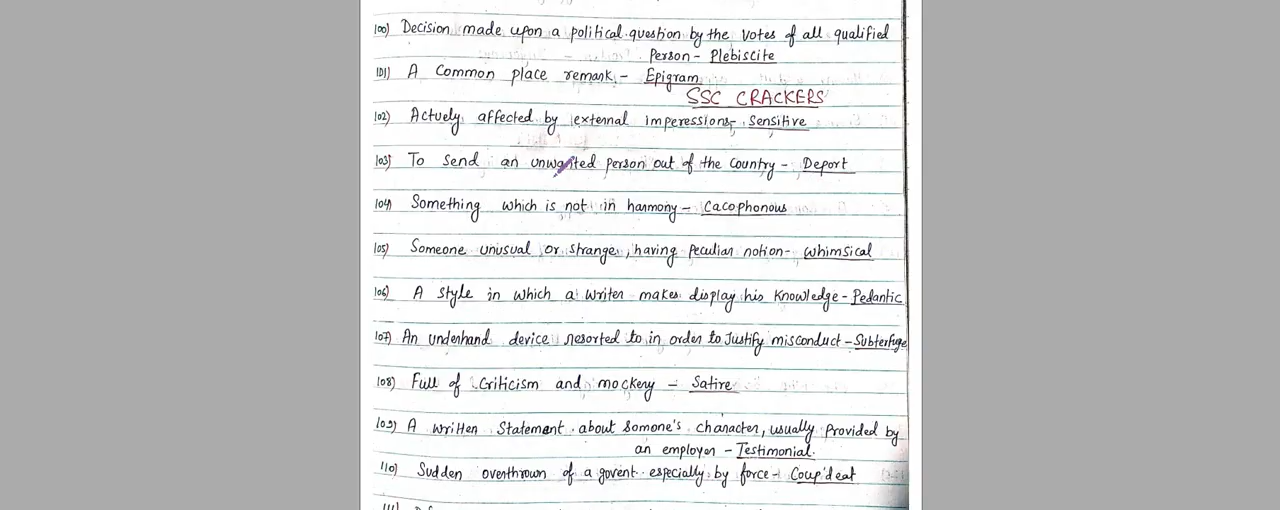 100) Decision made upon a political question by the votes of all qualified
Person - Plebiscite
101) A Common place remark - Epigram
SSC CRACKERS
102) Actuely affected by external imperessions - Sensitive
103) To send an unwanted person out of the country - Deport
104) Something which is not in harmony - Cacophonous
105) Someone unusual or strange, having peculiar notion - Whimsical
106) A style in which a writer makes display his Knowledge - Pedantic
107) An underhand device resorted to in order to Justify misconduct - Subterfuge
108) Full of Criticism and mockery - Satire
109) A written Statement about Somone's character, usually Provided by
an employer - Testimonial.
110) Sudden overthrown of a govent. especially by force - Coup'deat
111)